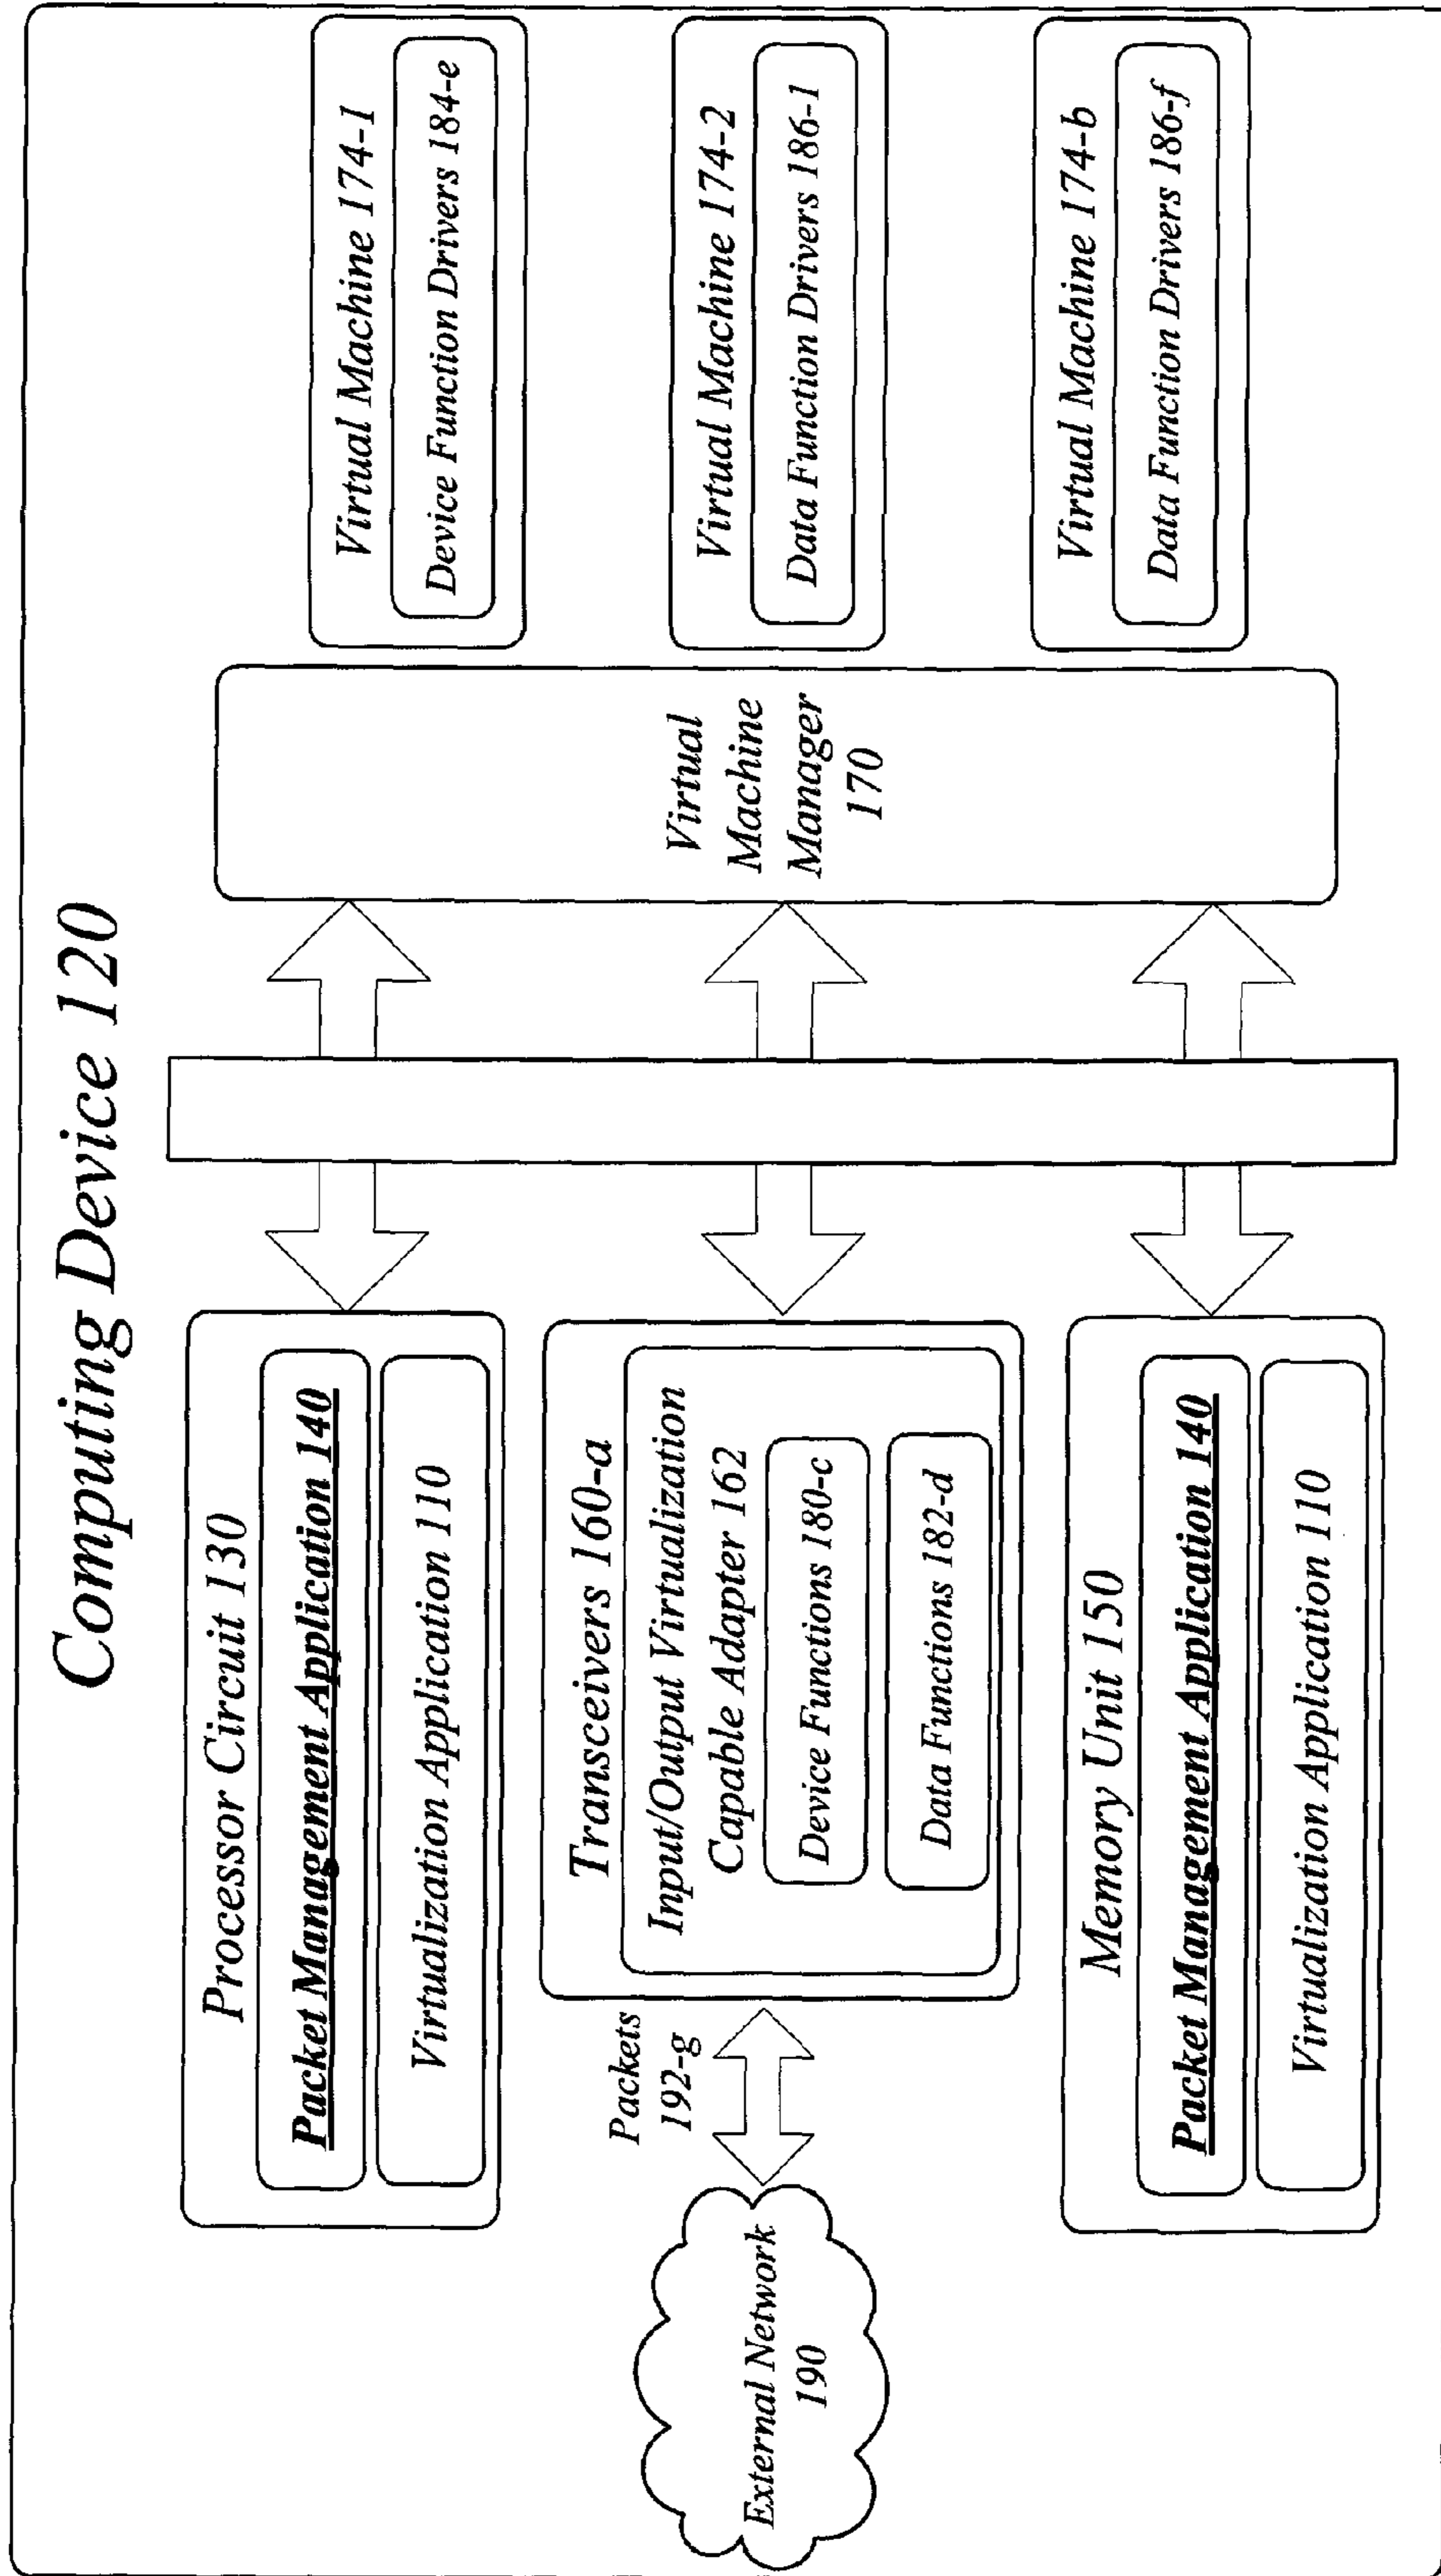 Computing Device 120
Processor Circuit 130
Packet Management Application 140
Virtualization Application 110
Packets
192-g
External Network
190
Transceivers 160-a
Input/Output Virtualization
Capable Adapter 162
Device Functions 180-c
Data Functions 182-d
Memory Unit 150
Packet Management Application 140
Virtualization Application 110
Virtual
Machine
Manager
170
Virtual Machine 174-1
Device Function Drivers 184-e
Virtual Machine 174-2
Data Function Drivers 186-1
Virtual Machine 174-b
Data Function Drivers 186-f